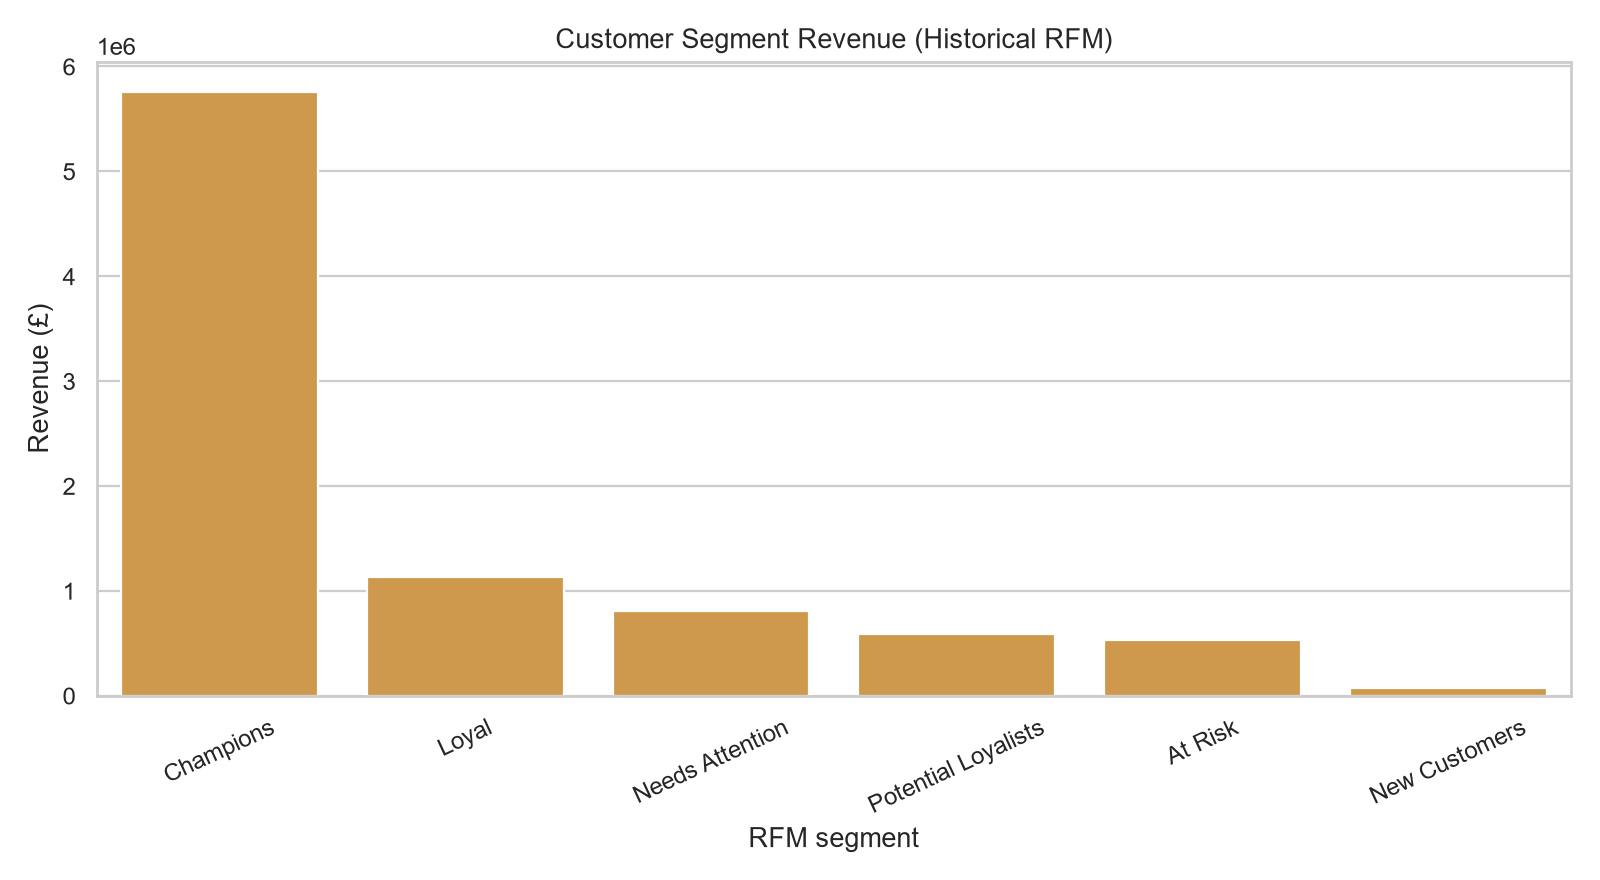 Customer Segment Revenue (Historical RFM)
1e6
6
5
4
3
2
1
0
Revenue (£)
Champions
Loyal
Needs Attention
Potential Loyalists
At Risk
New Customers
RFM segment